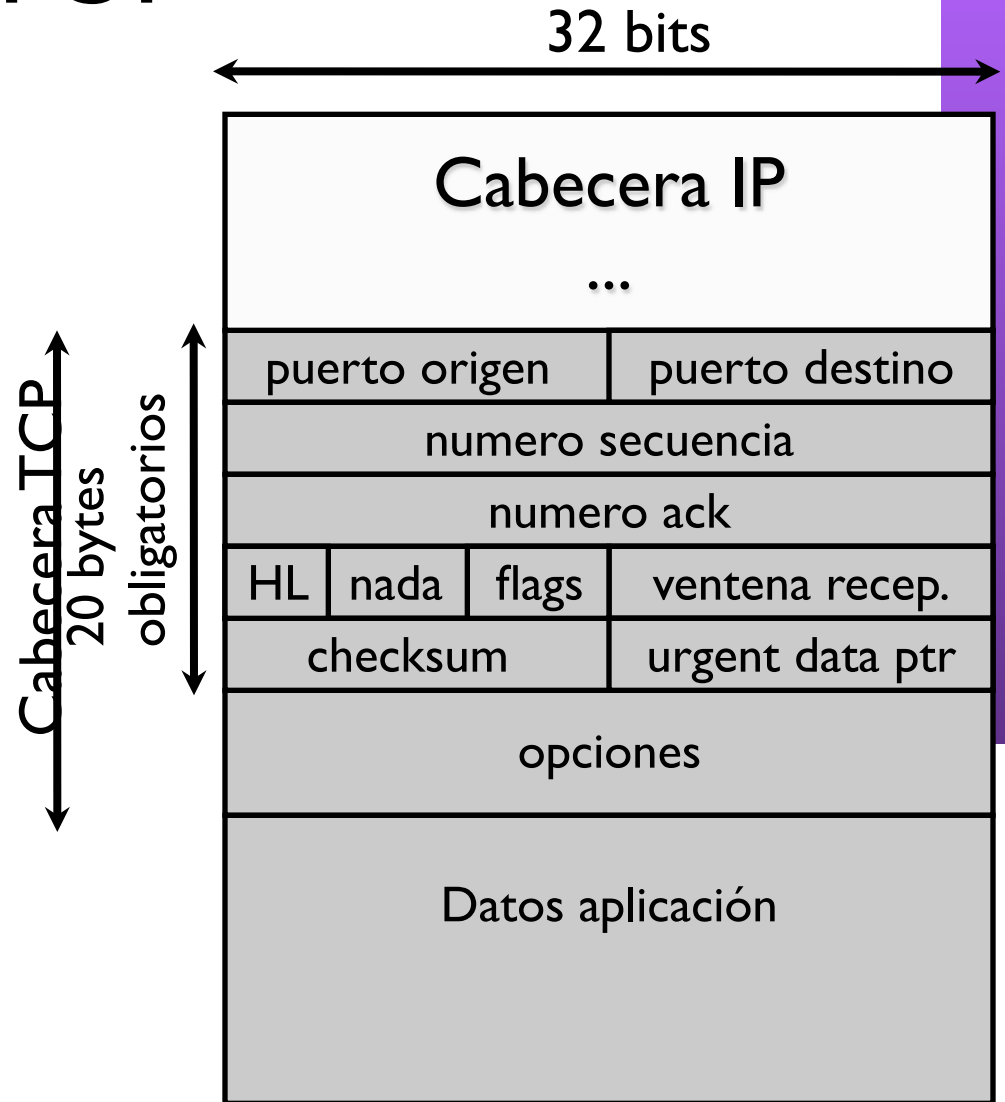 32 bits
Cabecera IP
...
puerto origen puerto destino
numero secuencia
numero ack
HL nada flags ventena recep.
checksum urgent data ptr
opciones
Datos aplicación
Cabecera TCP
20 bytes
obligatorios